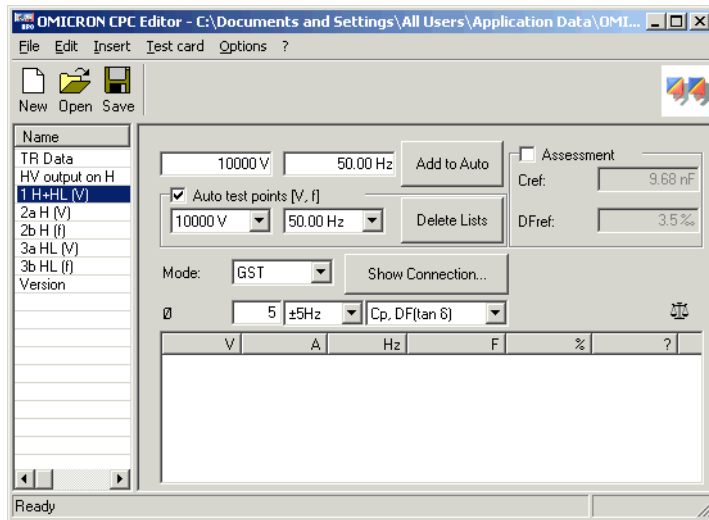 OMICRON CPC Editor - C:\Documents and Settings\All Users\Application Data\OMI...
File Edit Insert Test card Options ?
New Open Save
Name
TR Data
HV output on H
1 H+HL (V)
2a H (V)
2b H (f)
3a HL (V)
3b HL (f)
Version
10000 V 50.00 Hz Add to Auto
Auto test points [V, f]
10000 V 50.00 Hz Delete Lists
Assessment
Cref: 9.68 nF
DFref: 3.5 ‰
Mode: GST Show Connection...
Ø 5 ±5Hz Cp, DF(tan δ)
V A Hz F % ?
Ready